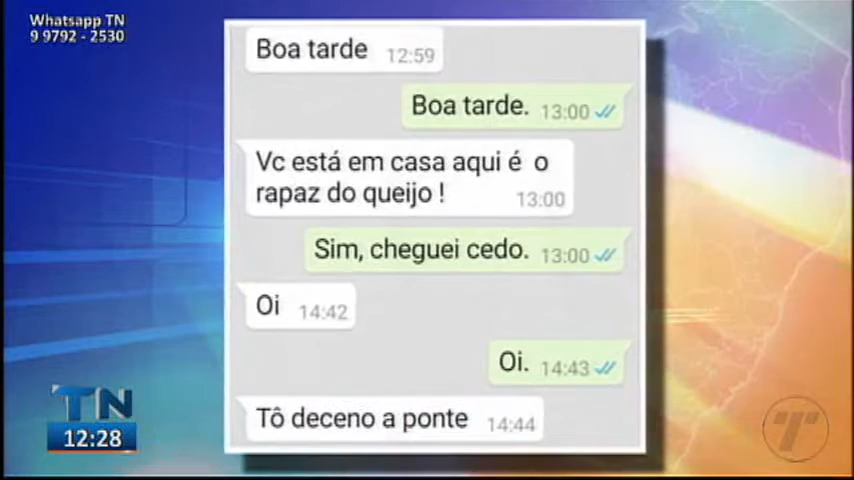 Whatsapp TN
9 9792 - 2530
Boa tarde 12:59
Boa tarde. 13:00
Vc está em casa aqui é o
rapaz do queijo ! 13:00
Sim, cheguei cedo. 13:00
Oi 14:42
Oi. 14:43
Tô deceno a ponte 14:44
TN
12:28
T